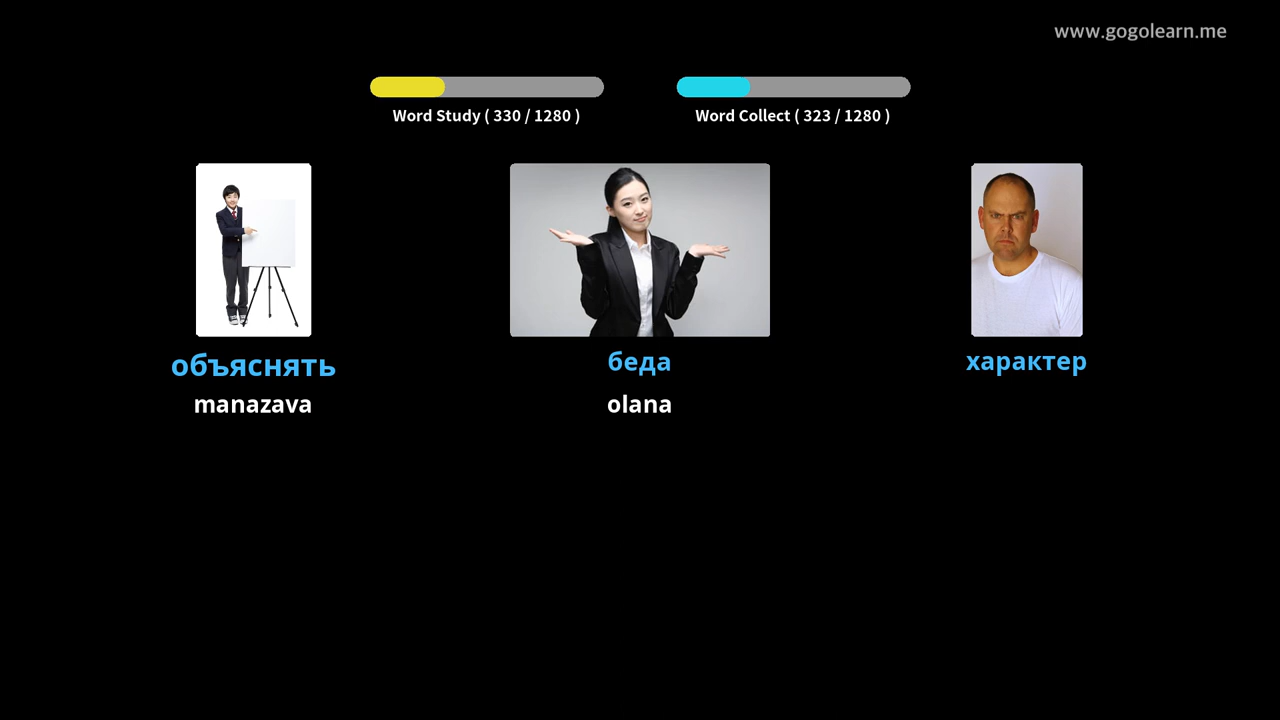 www.gogolearn.me
Word Study ( 330 / 1280 )
Word Collect ( 323 / 1280 )
объяснять
беда
характер
manazava
olana